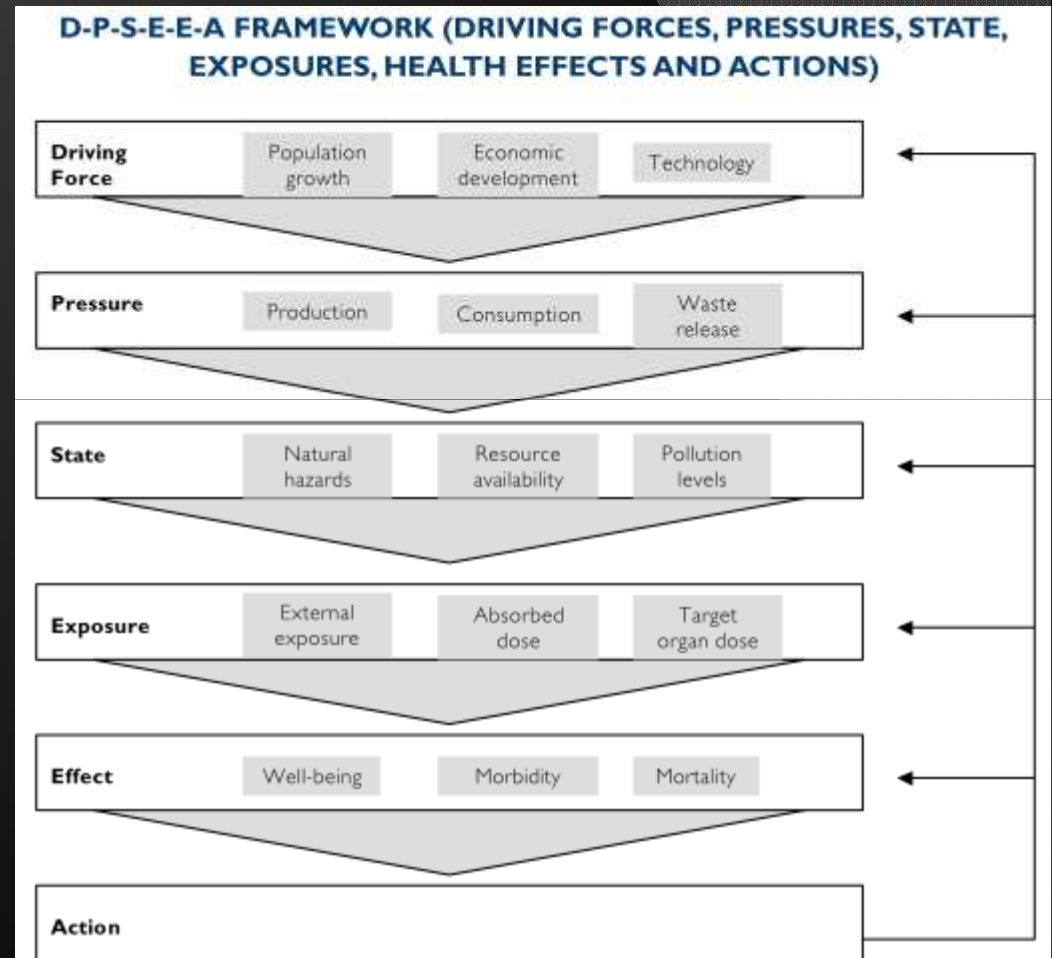 D-P-S-E-E-A FRAMEWORK (DRIVING FORCES, PRESSURES, STATE,
EXPOSURES, HEALTH EFFECTS AND ACTIONS)
Driving
Force
Population
growth
Economic
development
Technology
Pressure
Production
Consumption
Waste
release
State
Natural
hazards
Resource
availability
Pollution
levels
Exposure
External
exposure
Absorbed
dose
Target
organ dose
Effect
Well-being
Morbidity
Mortality
Action